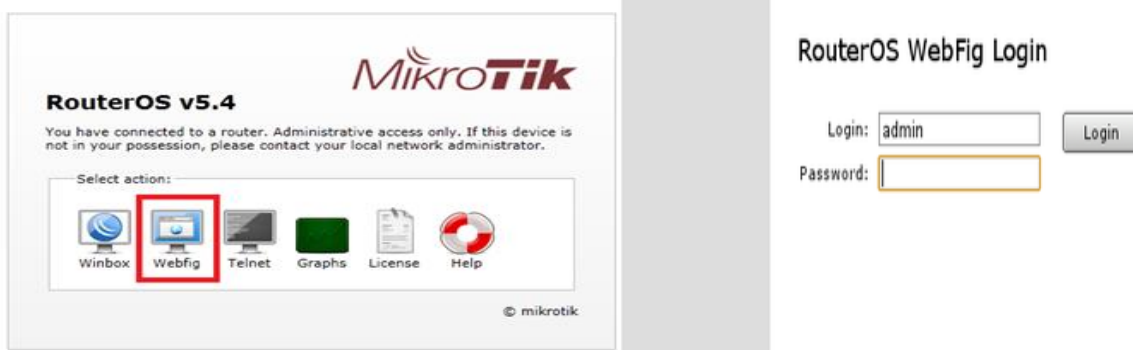 MikroTik
RouterOS v5.4
You have connected to a router. Administrative access only. If this device is
not in your possession, please contact your local network administrator.
Select action:
Winbox Webfig Telnet Graphs License Help
© mikrotik
RouterOS WebFig Login
Login: admin Login
Password: